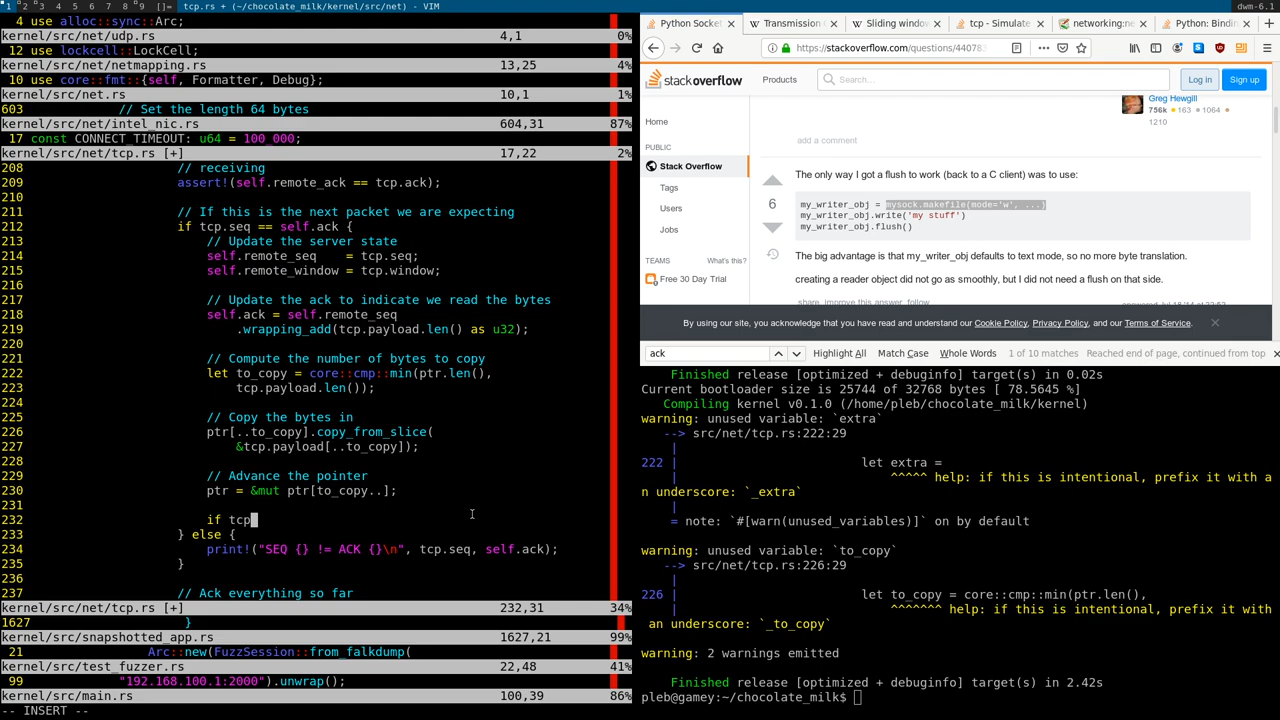 1 2 3 4 5 6 7 8 9 []= tcp.rs + (~/chocolate_milk/kernel/src/net) - VIM
dwm-6.1
4 use alloc::sync::Arc;
kernel/src/net/udp.rs 4,1 0%
12 use lockcell::LockCell;
kernel/src/net/netmapping.rs 13,25 4%
10 use core::fmt::{self, Formatter, Debug};
kernel/src/net.rs 10,1 1%
603 // Set the length 64 bytes
kernel/src/net/intel_nic.rs 604,31 87%
17 const CONNECT_TIMEOUT: u64 = 100_000;
kernel/src/net/tcp.rs [+] 17,22 2%
208 // receiving
209 assert!(self.remote_ack == tcp.ack);
210
211 // If this is the next packet we are expecting
212 if tcp.seq == self.ack {
213 // Update the server state
214 self.remote_seq    = tcp.seq;
215 self.remote_window = tcp.window;
216
217 // Update the ack to indicate we read the bytes
218 self.ack = self.remote_seq
219 .wrapping_add(tcp.payload.len() as u32);
220
221 // Compute the number of bytes to copy
222 let to_copy = core::cmp::min(ptr.len(),
223 tcp.payload.len());
224
225 // Copy the bytes in
226 ptr[..to_copy].copy_from_slice(
227 &tcp.payload[..to_copy]);
228
229 // Advance the pointer
230 ptr = &mut ptr[to_copy..];
231
232 if tcp
233 } else {
234 print!("SEQ {} != ACK {}\n", tcp.seq, self.ack);
235 }
236
237 // Ack everything so far
kernel/src/net/tcp.rs [+] 232,31 34%
1627 }
kernel/src/snapshotted_app.rs 1627,21 99%
21 Arc::new(FuzzSession::from_falkdump(
kernel/src/test_fuzzer.rs 22,48 41%
99 "192.168.100.1:2000").unwrap();
kernel/src/main.rs 100,39 86%
-- INSERT --
Python Socket Transmission C Sliding window tcp - Simulate networking:ne Python: Bindin
https://stackoverflow.com/questions/44078
stackoverflow Products Search... Log in Sign up
Home
PUBLIC
Stack Overflow
Tags
Users
Jobs
TEAMS What's this?
Free 30 Day Trial
Greg Hewgill
756k 163 1064
1210
add a comment
The only way I got a flush to work (back to a C client) was to use:
6
my_writer_obj = mysock.makefile(mode='w', ...)
my_writer_obj.write('my stuff')
my_writer_obj.flush()
The big advantage is that my_writer_obj defaults to text mode, so no more byte translation.
creating a reader object did not go as smoothly, but I did not need a flush on that side.
share improve this answer follow
By using our site, you acknowledge that you have read and understand our Cookie Policy, Privacy Policy, and our Terms of Service.
ack Highlight All Match Case Whole Words 1 of 10 matches Reached end of page, continued from top
Finished release [optimized + debuginfo] target(s) in 0.02s
Current bootloader size is 25744 of 32768 bytes [ 78.5645 %]
Compiling kernel v0.1.0 (/home/pleb/chocolate_milk/kernel)
warning: unused variable: `extra`
--> src/net/tcp.rs:222:29
|
222 | let extra =
| ^^^^^ help: if this is intentional, prefix it with a
n underscore: `_extra`
|
= note: `#[warn(unused_variables)]` on by default
warning: unused variable: `to_copy`
--> src/net/tcp.rs:226:29
|
226 | let to_copy = core::cmp::min(ptr.len(),
| ^^^^^^^ help: if this is intentional, prefix it with
an underscore: `_to_copy`
warning: 2 warnings emitted
Finished release [optimized + debuginfo] target(s) in 2.42s
pleb@gamey:~/chocolate_milk$